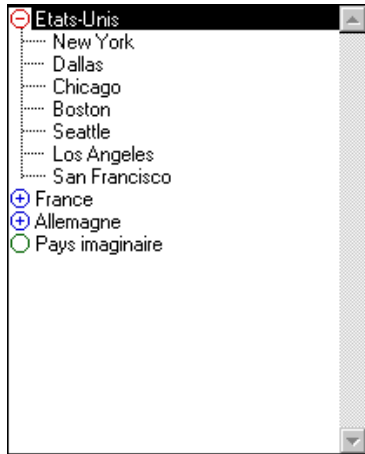 Etats-Unis
New York
Dallas
Chicago
Boston
Seattle
Los Angeles
San Francisco
France
Allemagne
Pays imaginaire